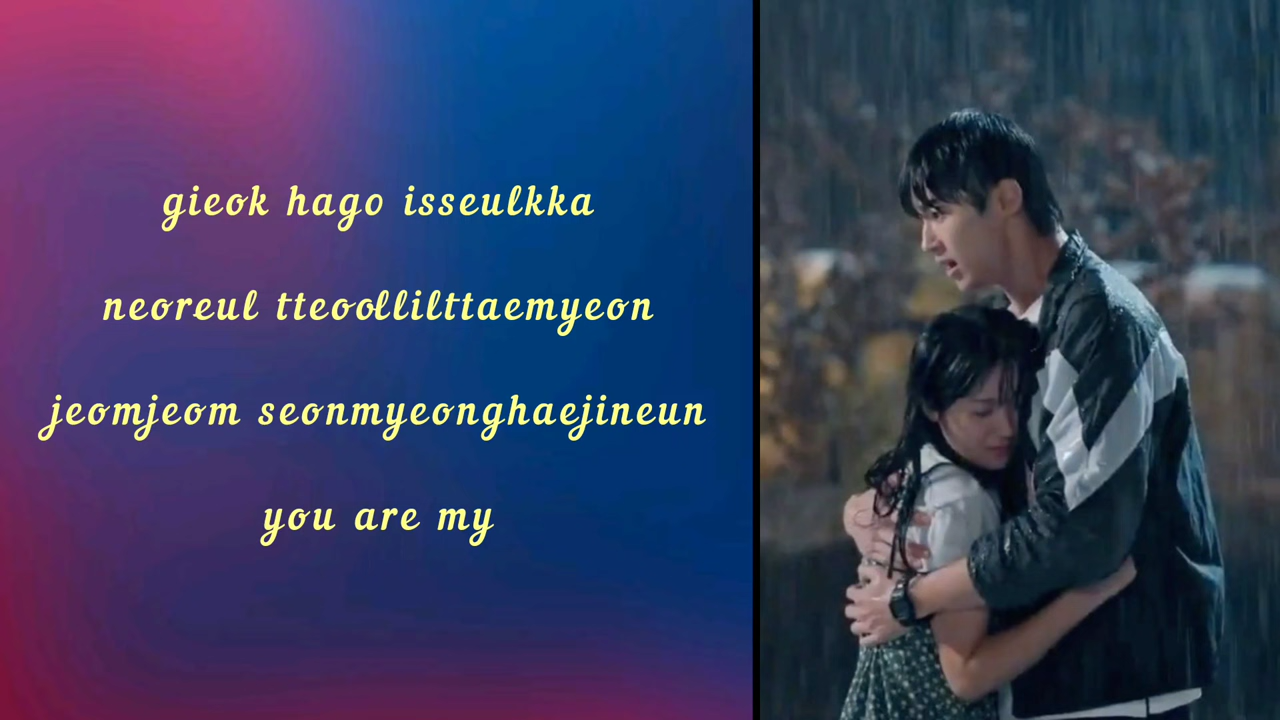 gieok hago isseulkka
neoreul tteoollilttaemyeon
jeomjeom seonmyeonghaejineun
you are my